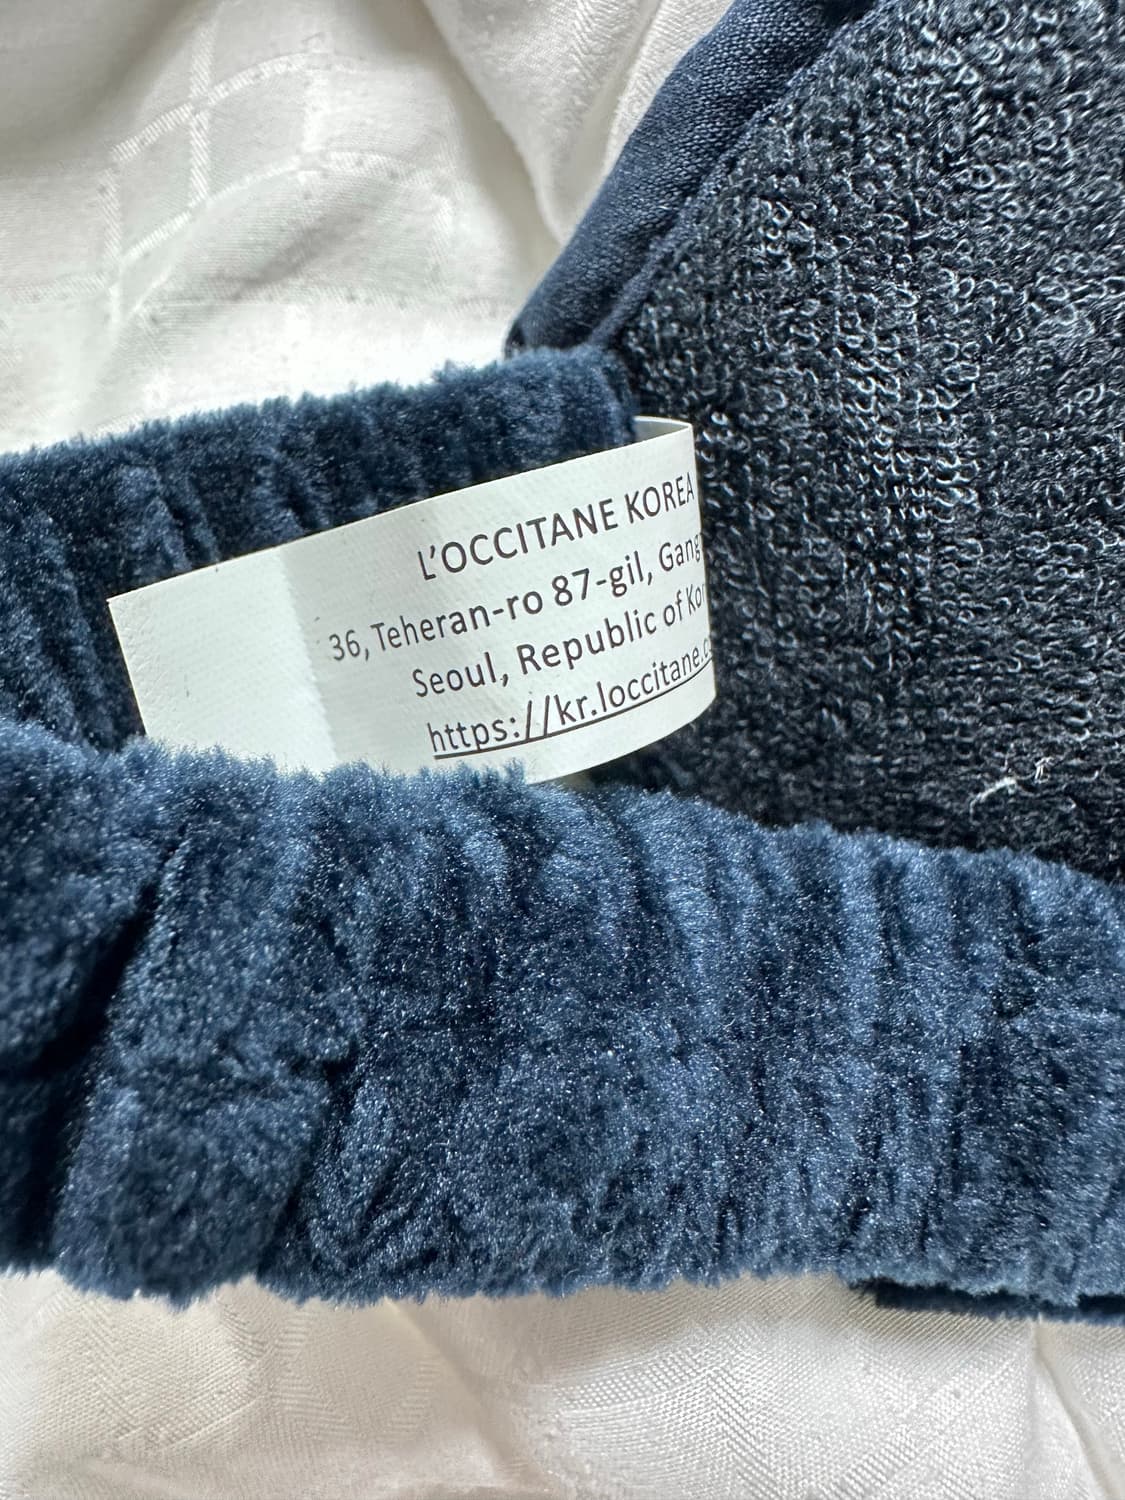 L'OCCITANE KOREA
36, Teheran-ro 87-gil,
Seoul, Republic of
https://kr.loccitane.